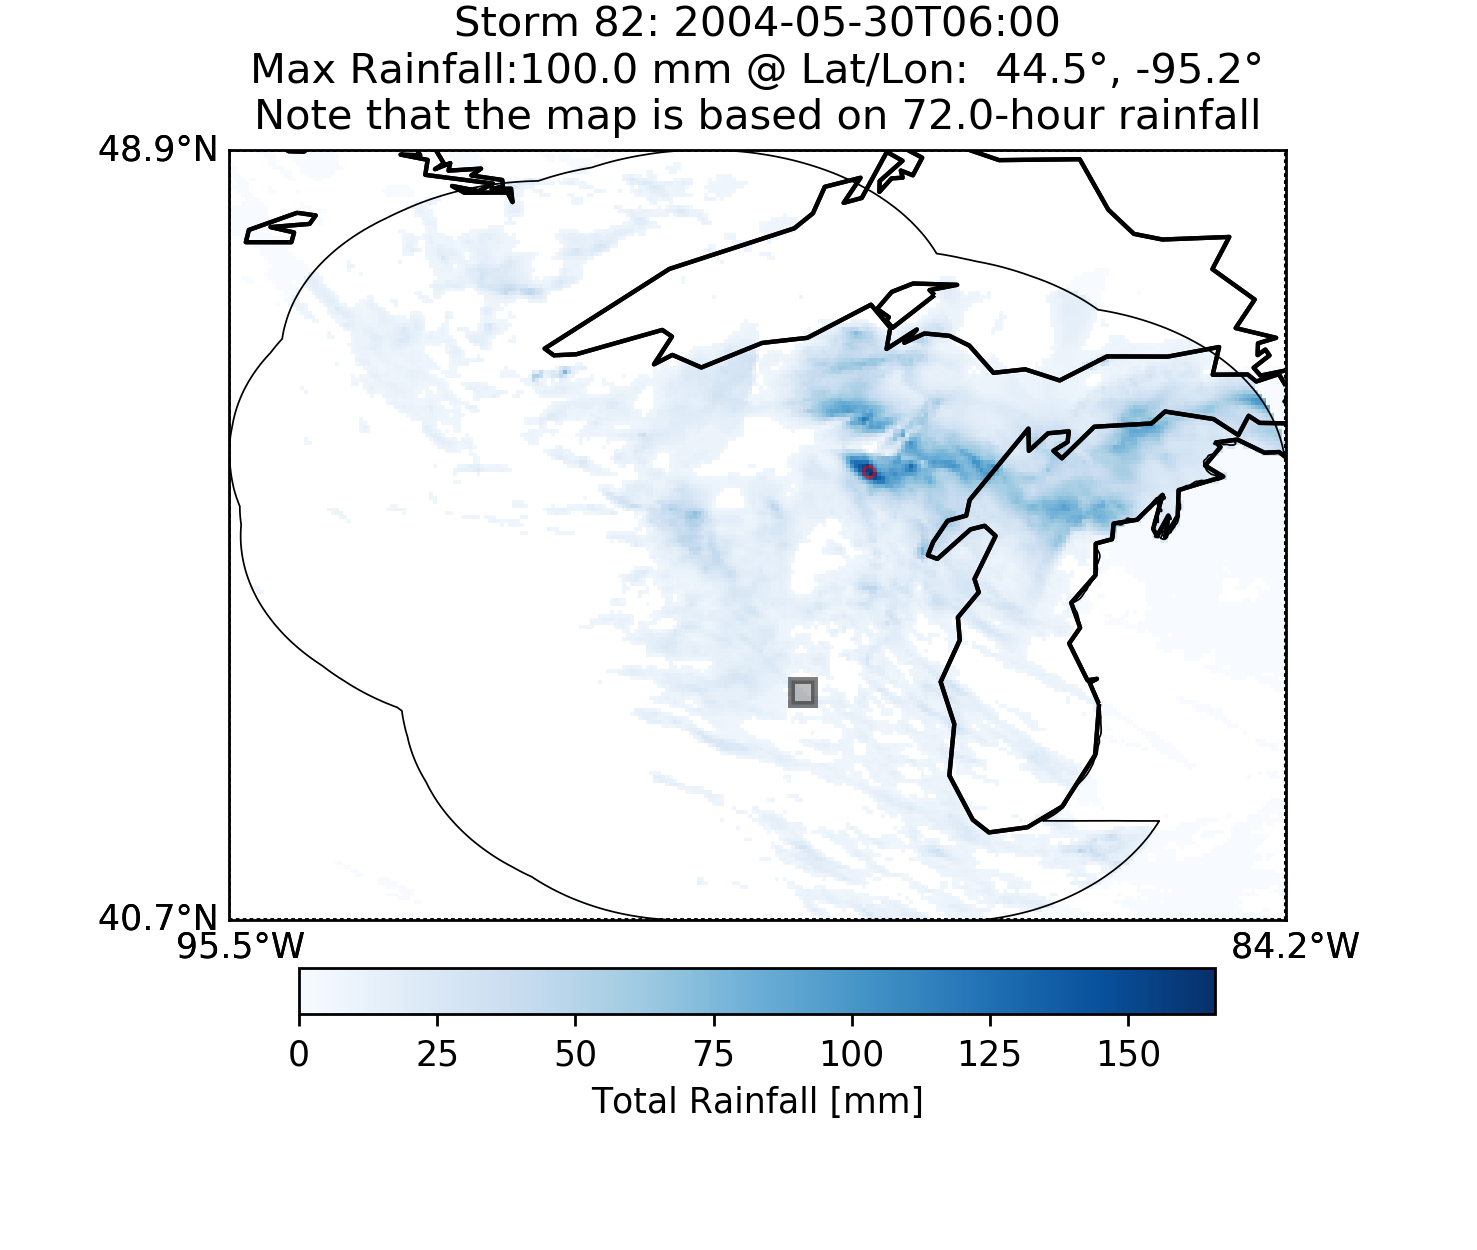 Storm 82: 2004-05-30T06:00
Max Rainfall:100.0 mm @ Lat/Lon:  44.5°, -95.2°
Note that the map is based on 72.0-hour rainfall
48.9°N
40.7°N
95.5°W 84.2°W
0 25 50 75 100 125 150
Total Rainfall [mm]